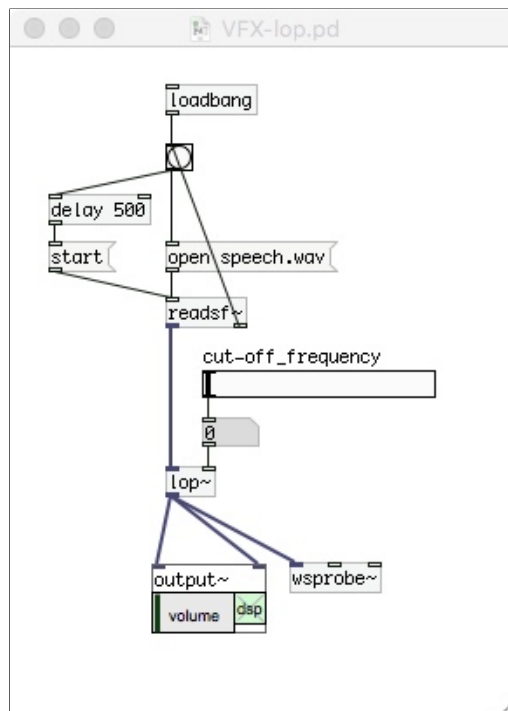 VFX-lop.pd
loadbang
delay 500
start
open speech.wav
readsf~
cut-off_frequency
0
lop~
output~
wsprobe~
volume
dsp